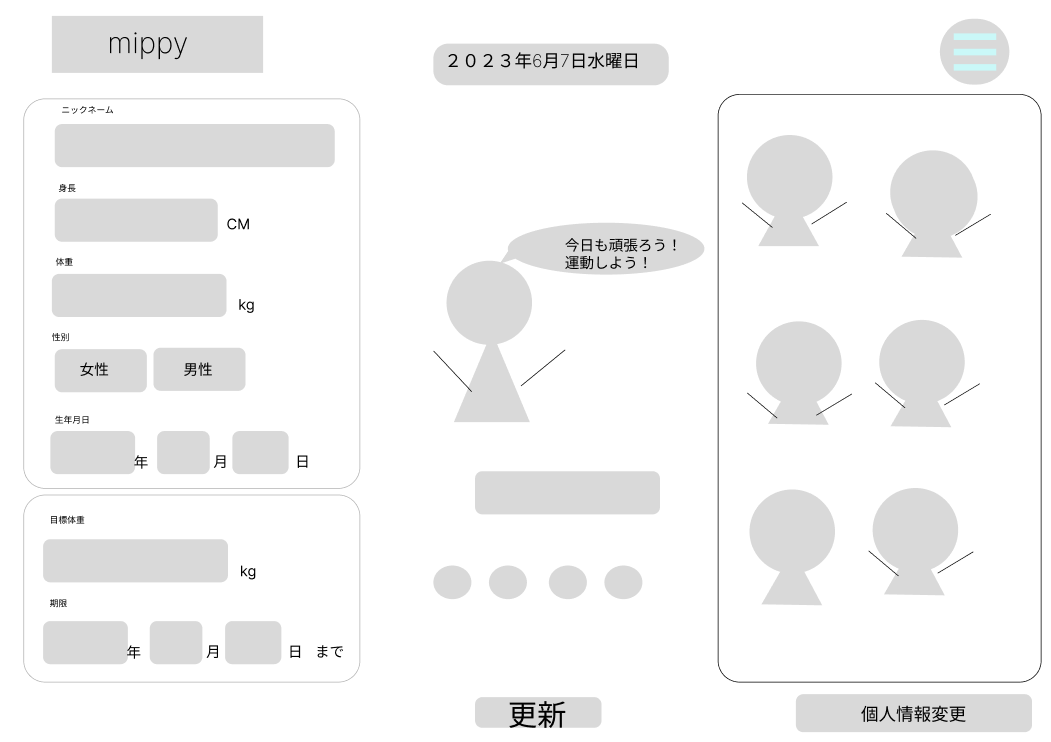 mippy
２０２３年6月7日水曜日
ニックネーム
身長
CM
体重
kg
性別
女性 男性
生年月日
年 月 日
目標体重
kg
期限
年 月 日 まで
今日も頑張ろう！
運動しよう！
更新
個人情報変更